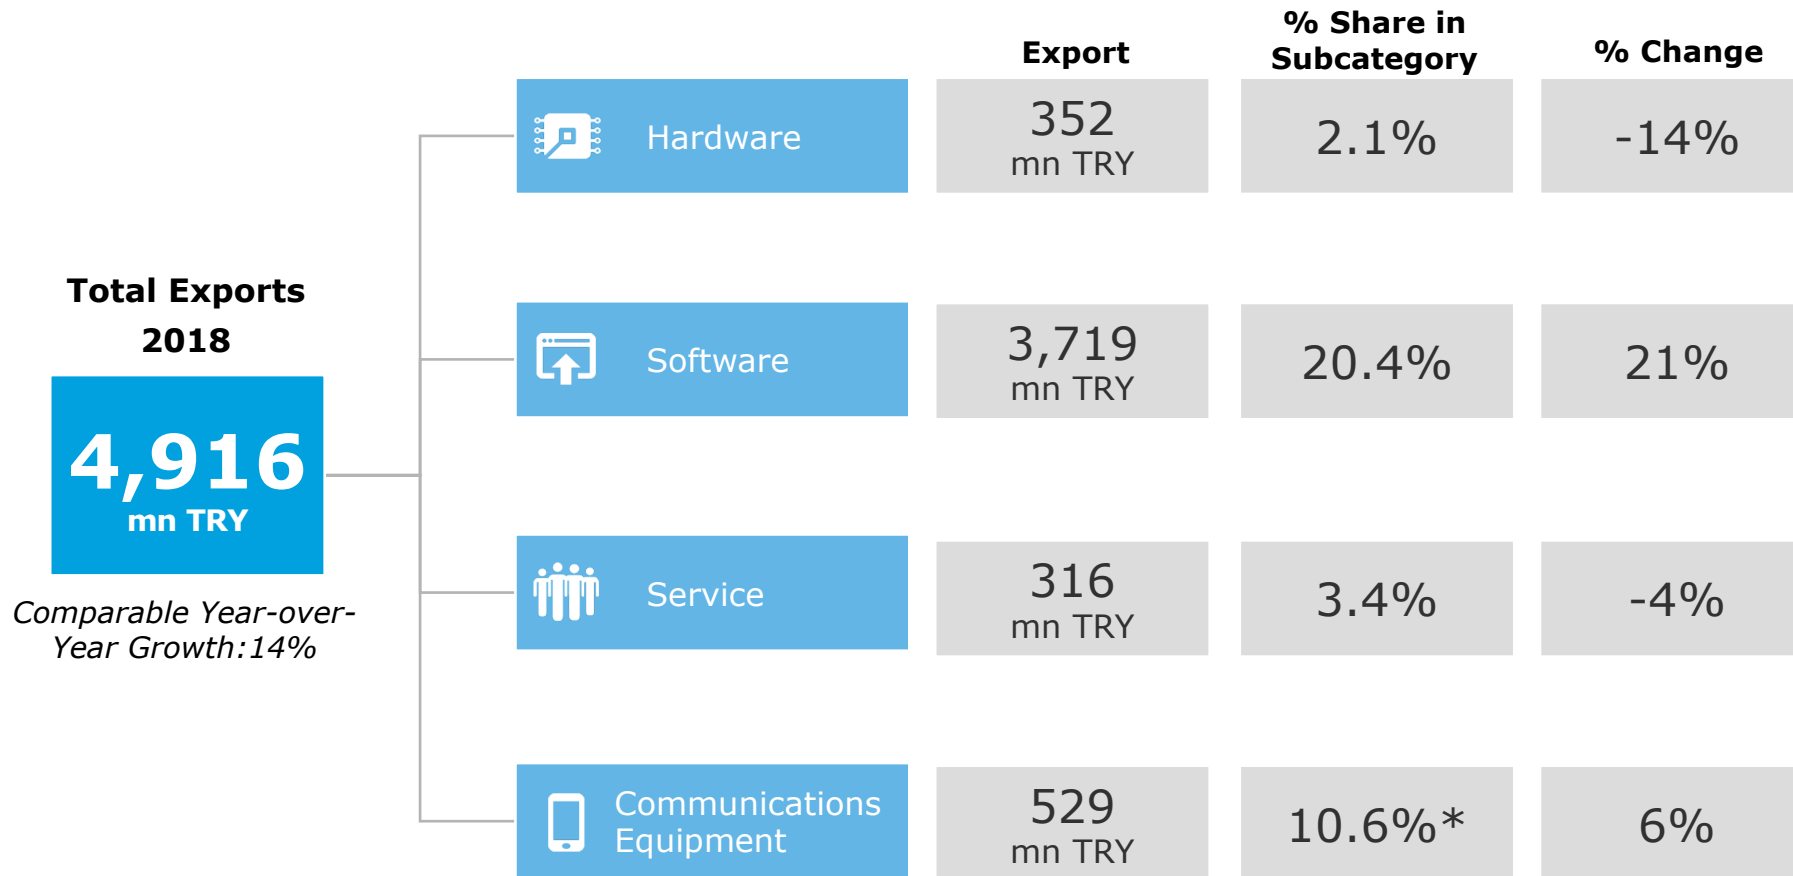 Export
% Share in
Subcategory
% Change
Hardware
352
mn TRY
2.1%
-14%
Total Exports
2018
4,916
mn TRY
Comparable Year-over-
Year Growth:14%
Software
3,719
mn TRY
20.4%
21%
Service
316
mn TRY
3.4%
-4%
Communications
Equipment
529
mn TRY
10.6%*
6%